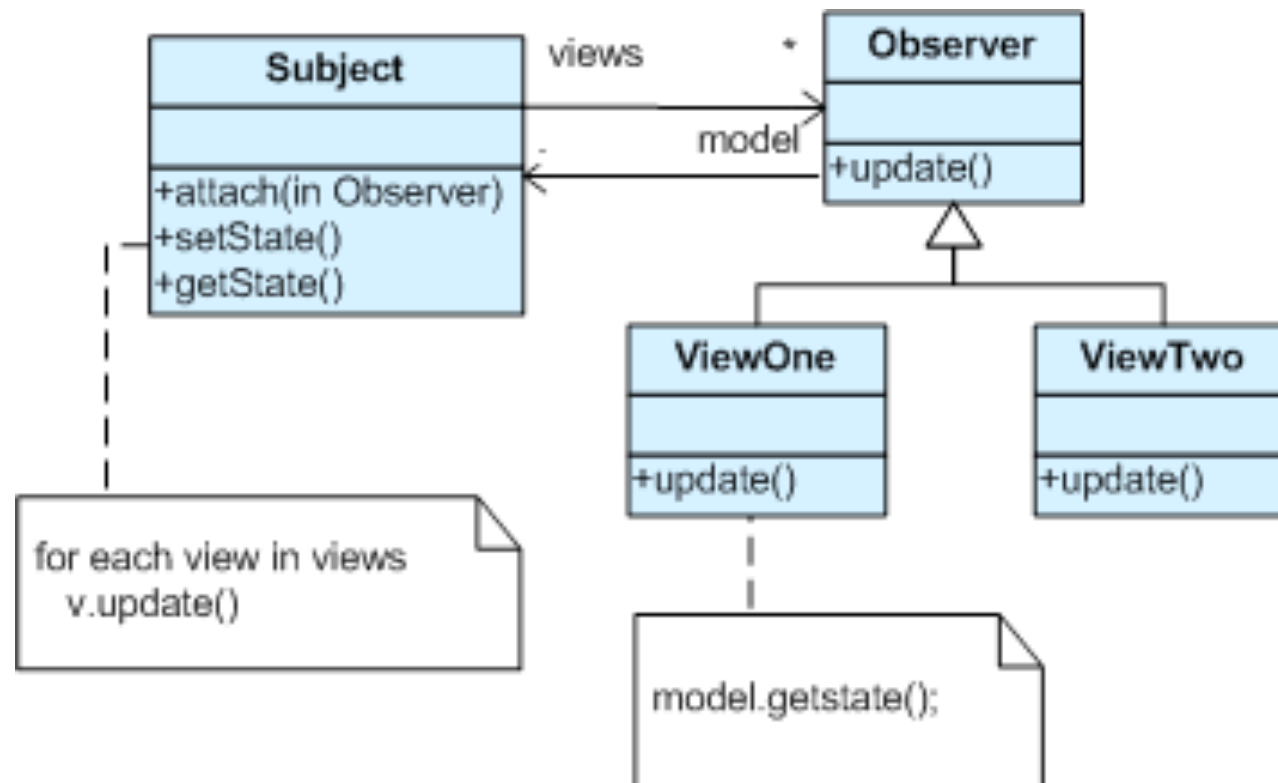 Subject
+attach(in Observer)
+setState()
+getState()
views
*
model
Observer
+update()
ViewOne
+update()
ViewTwo
+update()
for each view in views
v.update()
model.getstate();